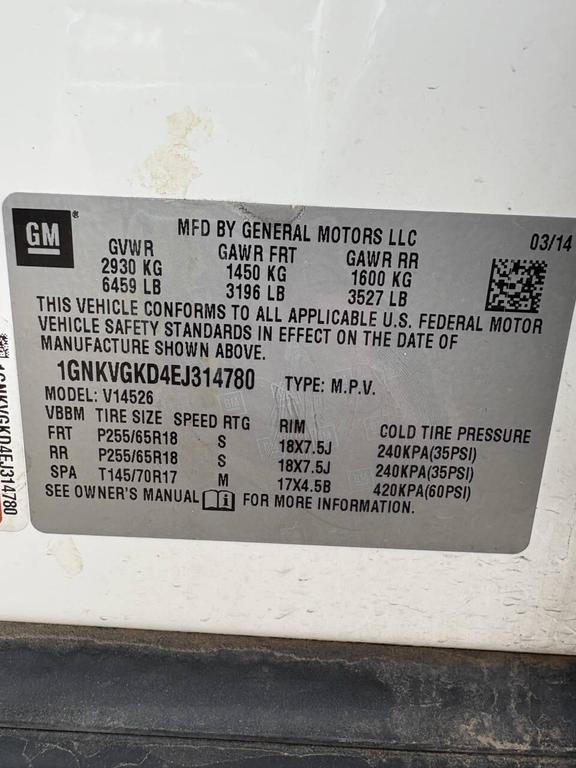 GM ®
MFD BY GENERAL MOTORS LLC
03/14
GVWR GAWR FRT GAWR RR
2930 KG 1450 KG 1600 KG
6459 LB 3196 LB 3527 LB
THIS VEHICLE CONFORMS TO ALL APPLICABLE U.S. FEDERAL MOTOR
VEHICLE SAFETY STANDARDS IN EFFECT ON THE DATE OF
MANUFACTURE SHOWN ABOVE.
1GNKVGKD4EJ314780 TYPE: M.P.V.
MODEL: V14526
VBBM TIRE SIZE SPEED RTG RIM COLD TIRE PRESSURE
FRT P255/65R18 S 18X7.5J 240KPA(35PSI)
RR P255/65R18 S 18X7.5J 240KPA(35PSI)
SPA T145/70R17 M 17X4.5B 420KPA(60PSI)
SEE OWNER'S MANUAL i FOR MORE INFORMATION.
1GNKVGKD4EJ314780